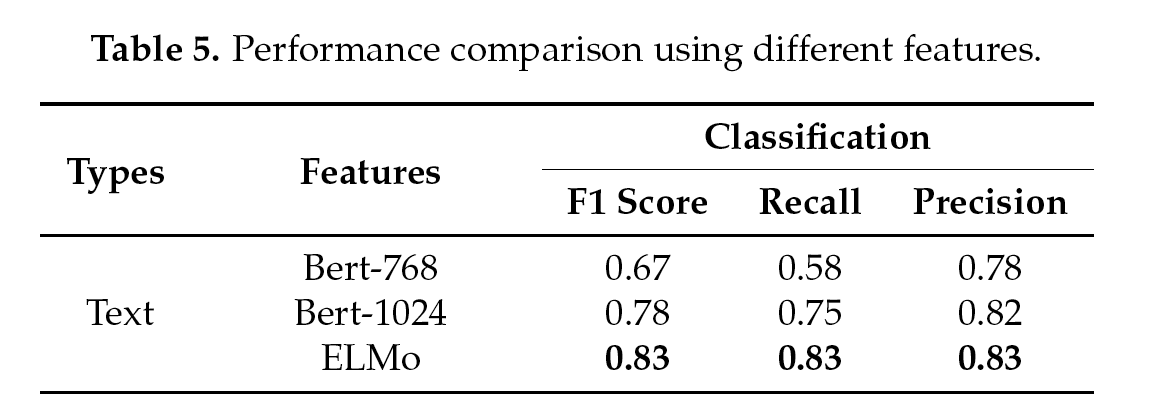 Table 5. Performance comparison using different features.
Types Features Classification
F1 Score Recall Precision
Text Bert-768 0.67 0.58 0.78
Bert-1024 0.78 0.75 0.82
ELMo 0.83 0.83 0.83